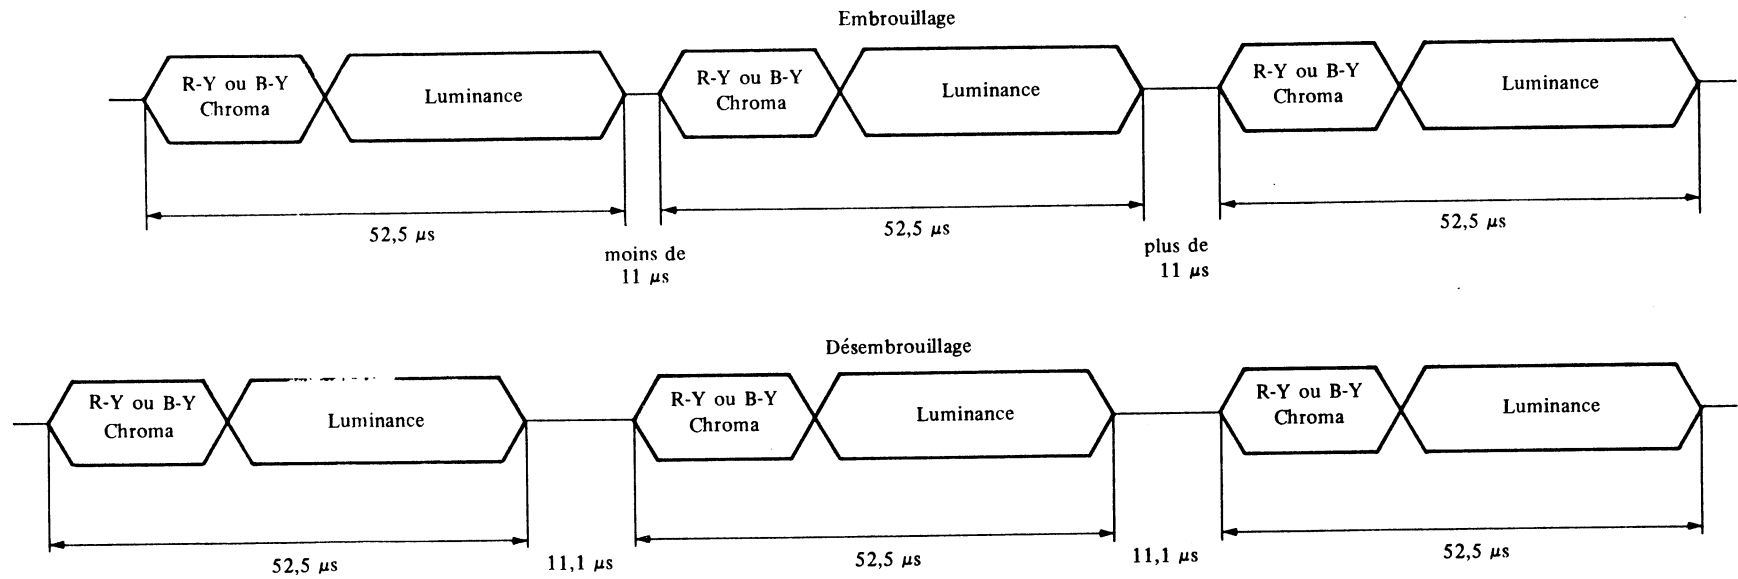 Embrouillage
R-Y ou B-Y
Chroma
Luminance
R-Y ou B-Y
Chroma
Luminance
R-Y ou B-Y
Chroma
Luminance
52,5 μs
moins de
11 μs
52,5 μs
plus de
11 μs
52,5 μs
Désembrouillage
R-Y ou B-Y
Chroma
Luminance
R-Y ou B-Y
Chroma
Luminance
R-Y ou B-Y
Chroma
Luminance
52,5 μs
11,1 μs
52,5 μs
11,1 μs
52,5 μs